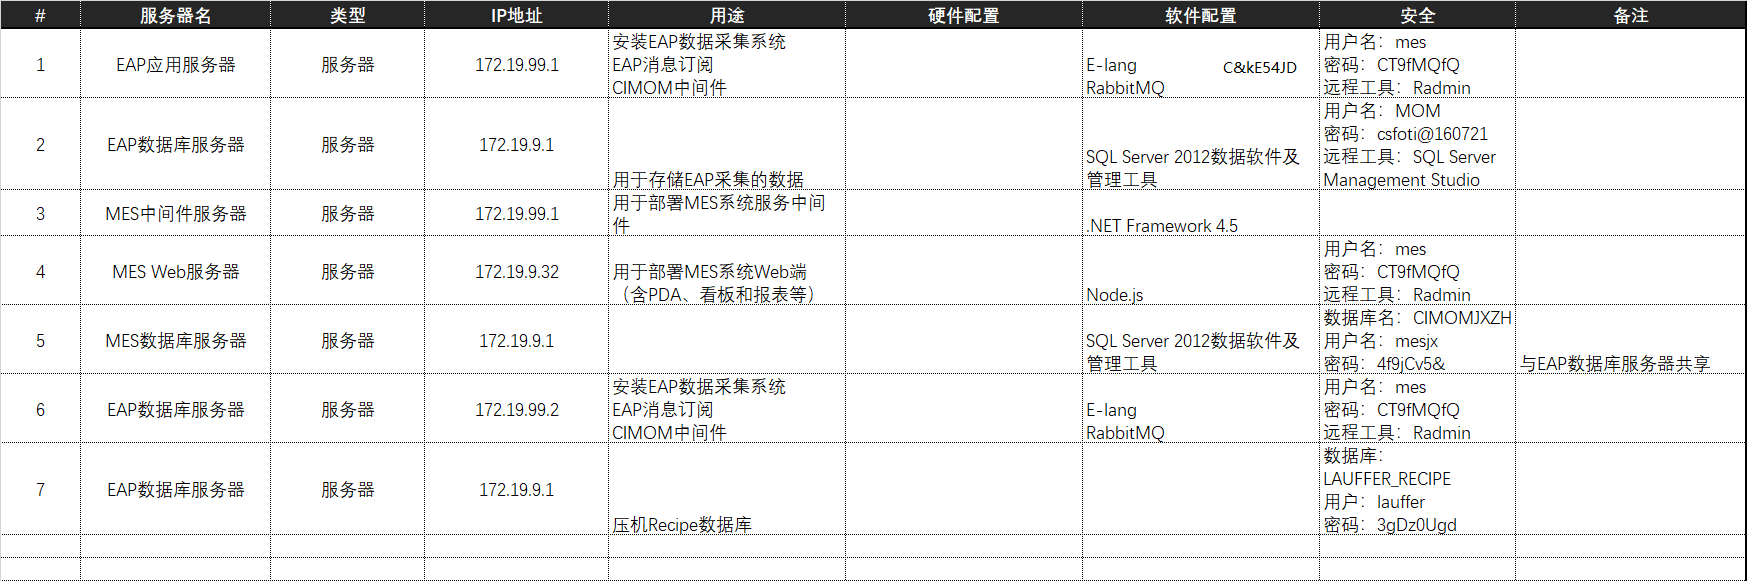 # 服务器名 类型 IP地址 用途 硬件配置 软件配置 安全 备注
1 EAP应用服务器 服务器 172.19.99.1
安装EAP数据采集系统
EAP消息订阅
CIMOM中间件
E-lang C&kE54JD
RabbitMQ
用户名：mes
密码：CT9fMQfQ
远程工具：Radmin
2 EAP数据库服务器 服务器 172.19.9.1
用于存储EAP采集的数据
SQL Server 2012数据软件及
管理工具
用户名：MOM
密码：csfoti@160721
远程工具：SQL Server
Management Studio
3 MES中间件服务器 服务器 172.19.99.1
用于部署MES系统服务中间
件
.NET Framework 4.5
4 MES Web服务器 服务器 172.19.9.32
用于部署MES系统Web端
（含PDA、看板和报表等）
Node.js
用户名：mes
密码：CT9fMQfQ
远程工具：Radmin
5 MES数据库服务器 服务器 172.19.9.1
SQL Server 2012数据软件及
管理工具
数据库名：CIMOMJXZH
用户名：mesjx
密码：4f9jCv5&
与EAP数据库服务器共享
6 EAP数据库服务器 服务器 172.19.99.2
安装EAP数据采集系统
EAP消息订阅
CIMOM中间件
E-lang
RabbitMQ
用户名：mes
密码：CT9fMQfQ
远程工具：Radmin
7 EAP数据库服务器 服务器 172.19.9.1
压机Recipe数据库
数据库：
LAUFFER_RECIPE
用户：lauffer
密码：3gDz0Ugd